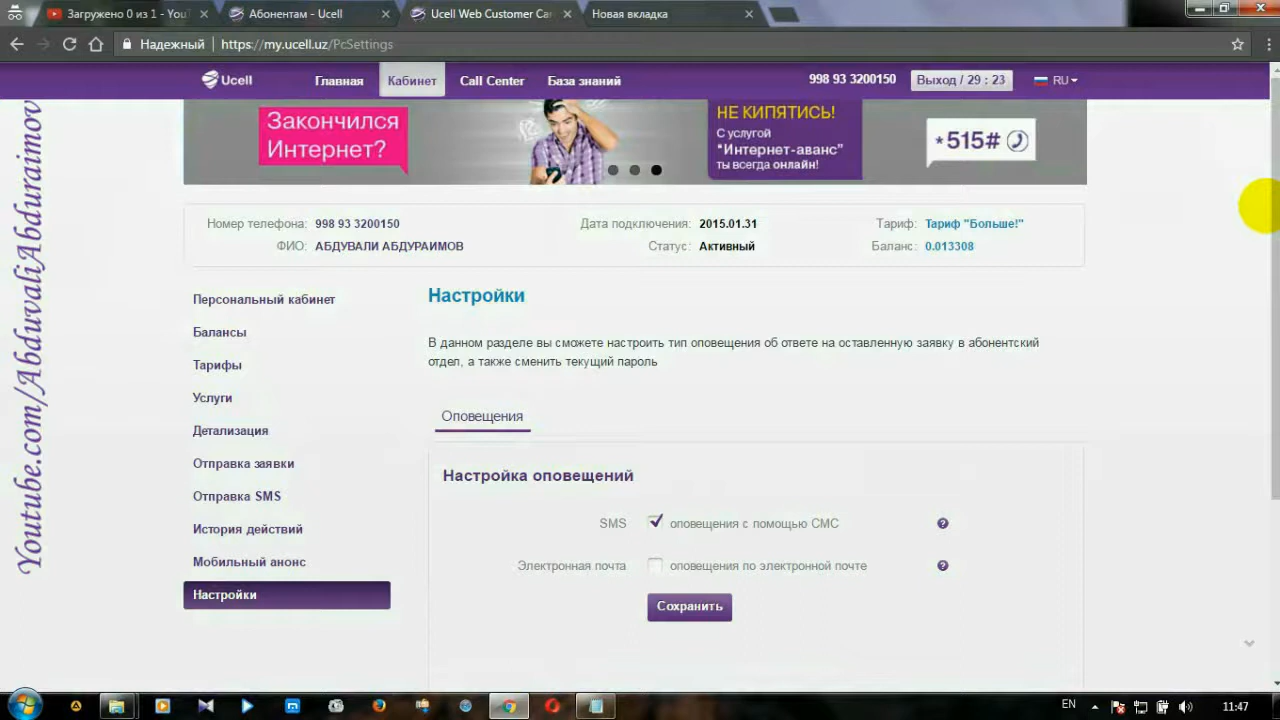 Загружено 0 из 1 - You
Абонентам - Ucell
Ucell Web Customer Car
Новая вкладка
Надежный
https://my.ucell.uz/PcSettings
Ucell
Главная
Кабинет
Call Center
База знаний
998 93 3200150
Выход / 29 : 23
RU
Закончился
Интернет?
НЕ КИПЯТИСЬ!
С услугой
"Интернет-аванс"
ты всегда онлайн!
*515#
Youtube.com/AbduvaliAbduraimov
Номер телефона: 998 93 3200150
Дата подключения: 2015.01.31
Тариф: Тариф "Больше!"
ФИО: АБДУВАЛИ АБДУРАИМОВ
Статус: Активный
Баланс: 0.013308
Персональный кабинет
Балансы
Тарифы
Услуги
Детализация
Отправка заявки
Отправка SMS
История действий
Мобильный анонс
Настройки
Настройки
В данном разделе вы сможете настроить тип оповещения об ответе на оставленную заявку в абонентский
отдел, а также сменить текущий пароль
Оповещения
Настройка оповещений
SMS
оповещения с помощью СМС
?
Электронная почта
оповещения по электронной почте
?
Сохранить
EN
11:47